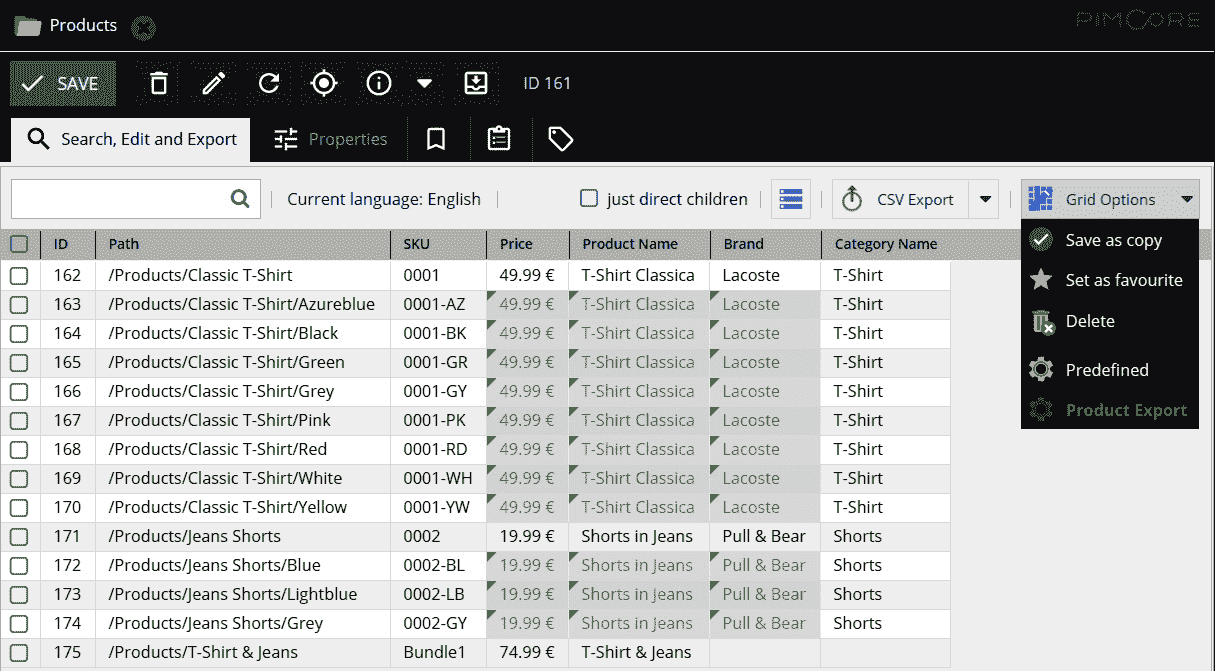 Products
PIMCORE
SAVE ID 161
Search, Edit and Export Properties
Current language: English just direct children CSV Export Grid Options
ID Path SKU Price Product Name Brand Category Name
162 /Products/Classic T-Shirt 0001 49.99 € T-Shirt Classica Lacoste T-Shirt
163 /Products/Classic T-Shirt/Azureblue 0001-AZ 49.99 € T-Shirt Classica Lacoste T-Shirt
164 /Products/Classic T-Shirt/Black 0001-BK 49.99 € T-Shirt Classica Lacoste T-Shirt
165 /Products/Classic T-Shirt/Green 0001-GR 49.99 € T-Shirt Classica Lacoste T-Shirt
166 /Products/Classic T-Shirt/Grey 0001-GY 49.99 € T-Shirt Classica Lacoste T-Shirt
167 /Products/Classic T-Shirt/Pink 0001-PK 49.99 € T-Shirt Classica Lacoste T-Shirt
168 /Products/Classic T-Shirt/Red 0001-RD 49.99 € T-Shirt Classica Lacoste T-Shirt
169 /Products/Classic T-Shirt/White 0001-WH 49.99 € T-Shirt Classica Lacoste T-Shirt
170 /Products/Classic T-Shirt/Yellow 0001-YW 49.99 € T-Shirt Classica Lacoste T-Shirt
171 /Products/Jeans Shorts 0002 19.99 € Shorts in Jeans Pull & Bear Shorts
172 /Products/Jeans Shorts/Blue 0002-BL 19.99 € Shorts in Jeans Pull & Bear Shorts
173 /Products/Jeans Shorts/Lightblue 0002-LB 19.99 € Shorts in Jeans Pull & Bear Shorts
174 /Products/Jeans Shorts/Grey 0002-GY 19.99 € Shorts in Jeans Pull & Bear Shorts
175 /Products/T-Shirt & Jeans Bundle1 74.99 € T-Shirt & Jeans
Save as copy
Set as favourite
Delete
Predefined
Product Export